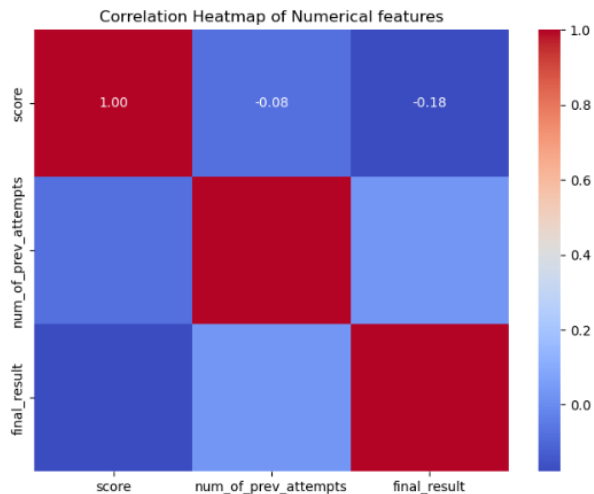 Correlation Heatmap of Numerical features
score
1.00 -0.08 -0.18
num_of_prev_attempts
final_result
score num_of_prev_attempts final_result
1.0
0.8
0.6
0.4
0.2
0.0